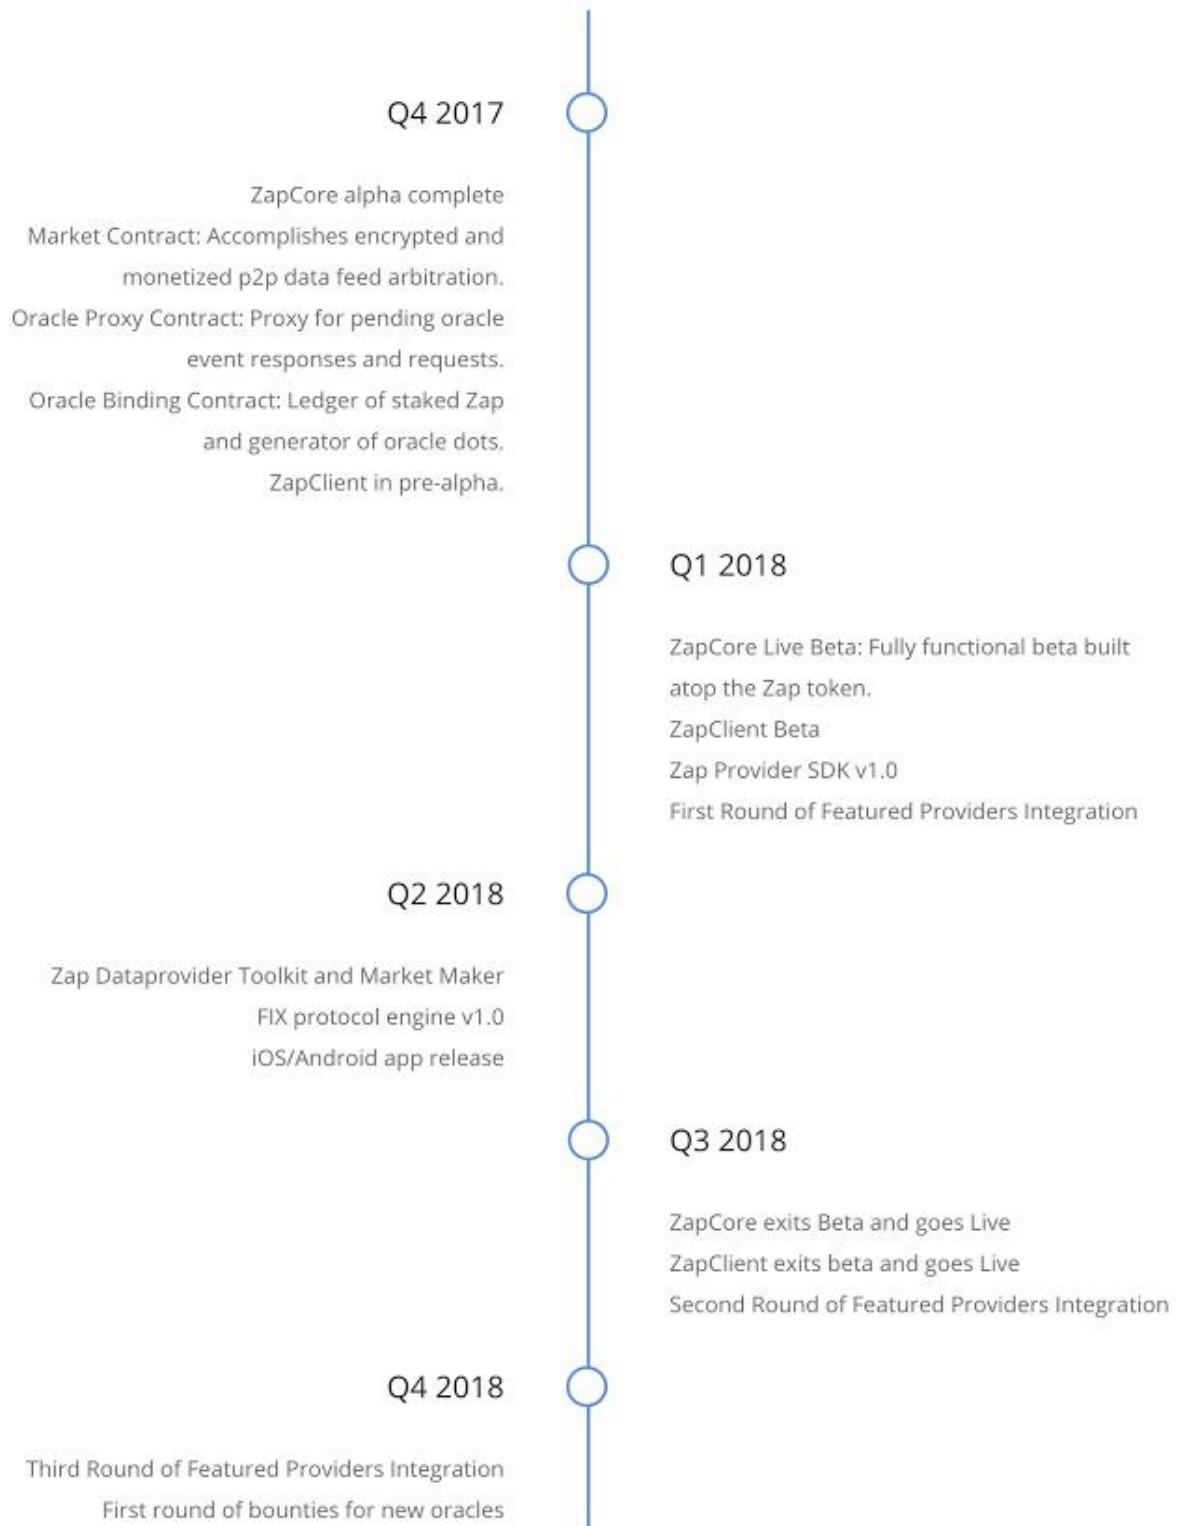 Q4 2017
ZapCore alpha complete
Market Contract: Accomplishes encrypted and
monetized p2p data feed arbitration.
Oracle Proxy Contract: Proxy for pending oracle
event responses and requests.
Oracle Binding Contract: Ledger of staked Zap
and generator of oracle dots.
ZapClient in pre-alpha.
Q1 2018
ZapCore Live Beta: Fully functional beta built
atop the Zap token.
ZapClient Beta
Zap Provider SDK v1.0
First Round of Featured Providers Integration
Q2 2018
Zap Dataprovider Toolkit and Market Maker
FIX protocol engine v1.0
iOS/Android app release
Q3 2018
ZapCore exits Beta and goes Live
ZapClient exits beta and goes Live
Second Round of Featured Providers Integration
Q4 2018
Third Round of Featured Providers Integration
First round of bounties for new oracles